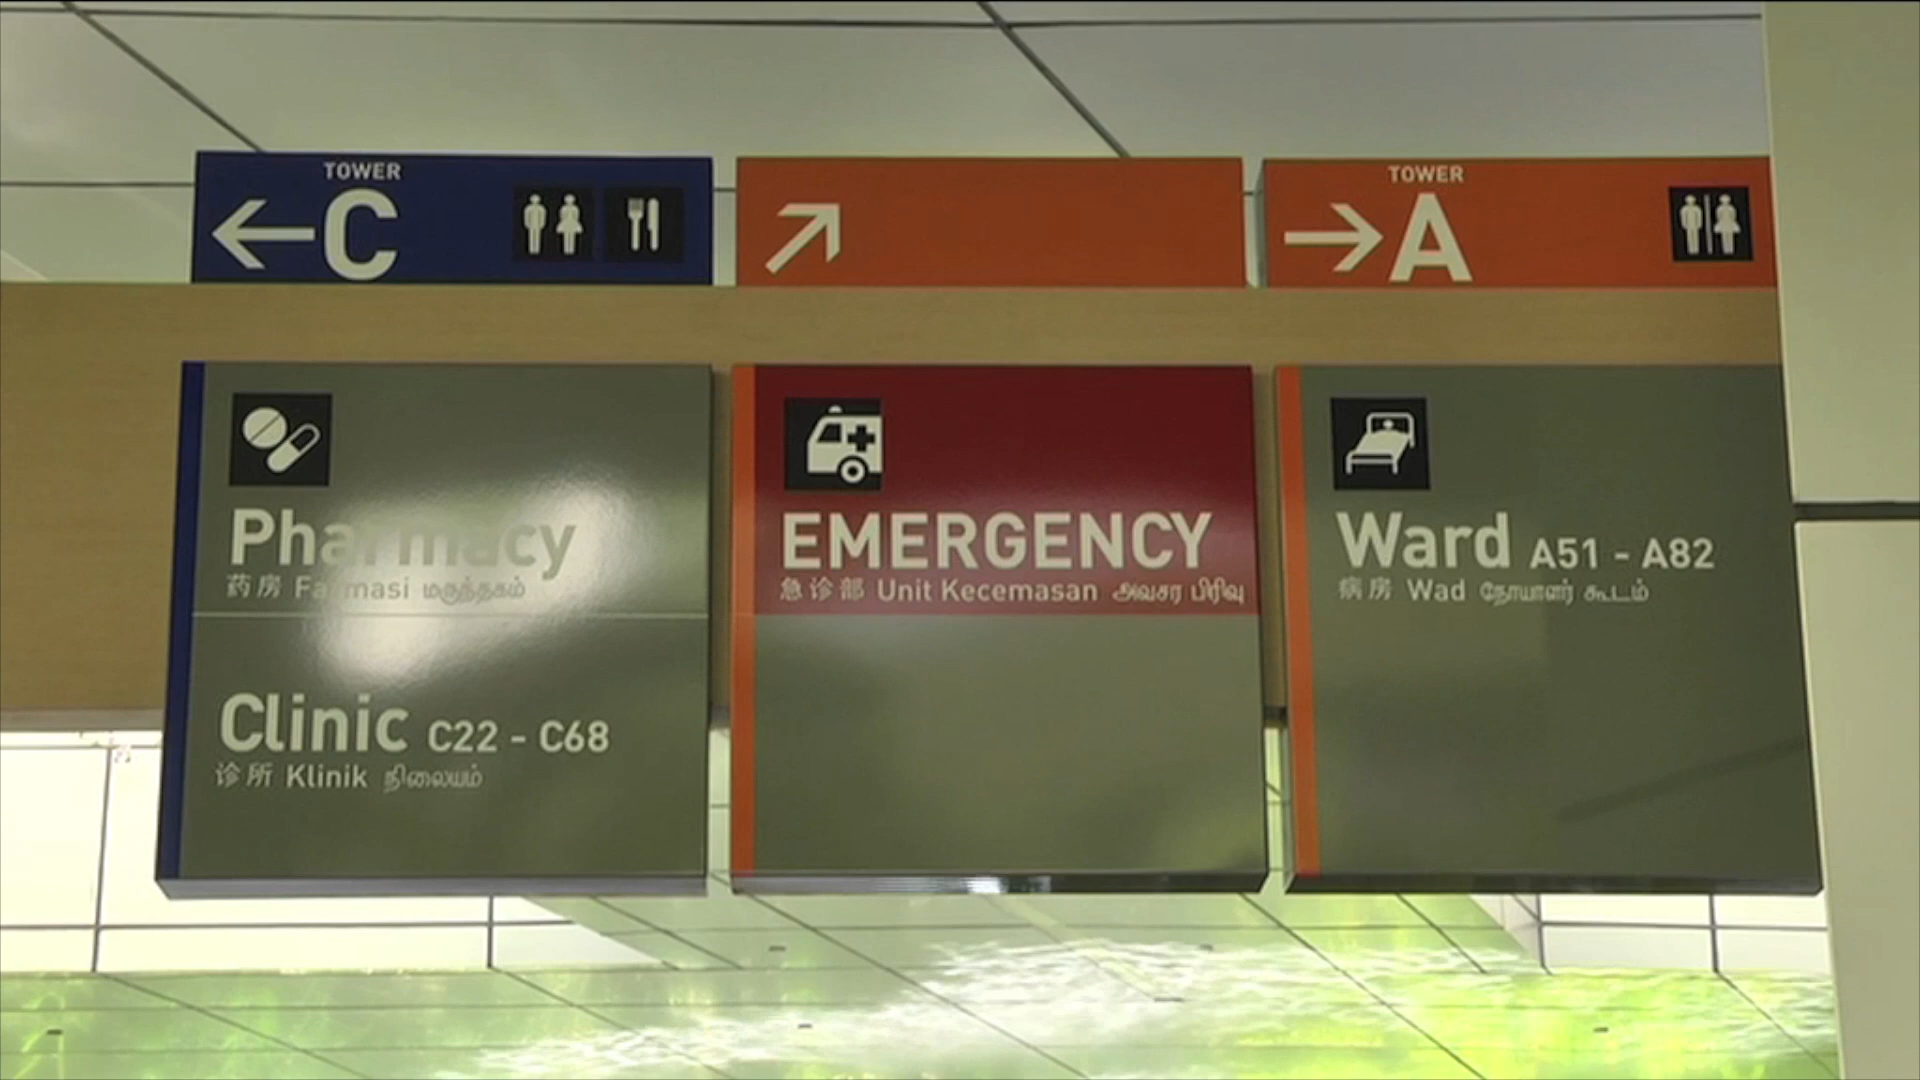 TOWER
C
TOWER
A
Pharmacy
药房 Farmasi மருந்தகம்
Clinic C22 - C68
诊所 Klinik நிலையம்
EMERGENCY
急诊部 Unit Kecemasan அவசர பிரிவு
Ward A51 - A82
病房 Wad நோயாளர் கூடம்